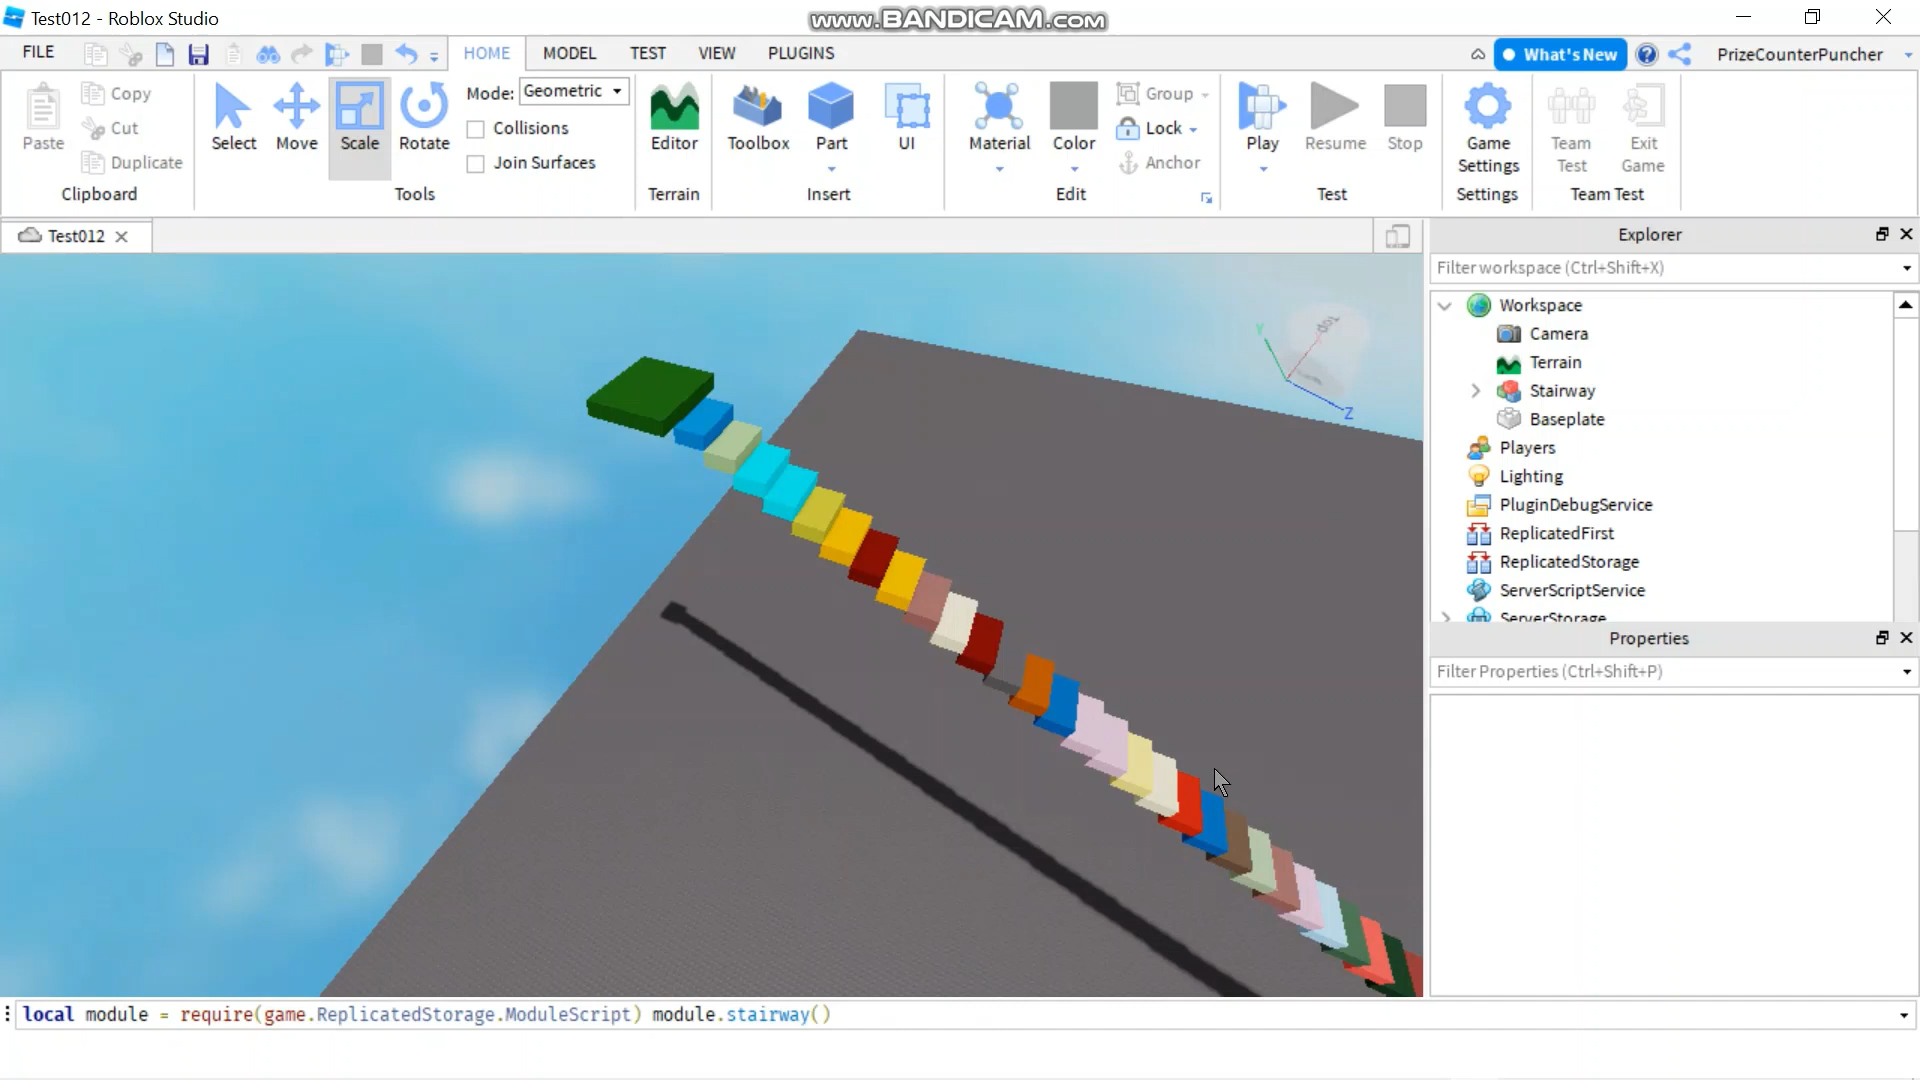 Test012 - Roblox Studio
www.BANDICAM.com
FILE
HOME
MODEL
TEST
VIEW
PLUGINS
What's New
PrizeCounterPuncher
Paste
Copy
Cut
Duplicate
Clipboard
Select
Move
Scale
Rotate
Mode:
Geometric
Collisions
Join Surfaces
Tools
Editor
Terrain
Toolbox
Part
UI
Insert
Material
Color
Group
Lock
Anchor
Edit
Play
Resume
Stop
Test
Game
Settings
Settings
Team
Test
Exit
Game
Team Test
Test012
Explorer
Filter workspace (Ctrl+Shift+X)
Workspace
Camera
Terrain
Stairway
Baseplate
Players
Lighting
PluginDebugService
ReplicatedFirst
ReplicatedStorage
ServerScriptService
ServerStorage
Properties
Filter Properties (Ctrl+Shift+P)
Top
Y
Z
local module = require(game.ReplicatedStorage.ModuleScript) module.stairway()